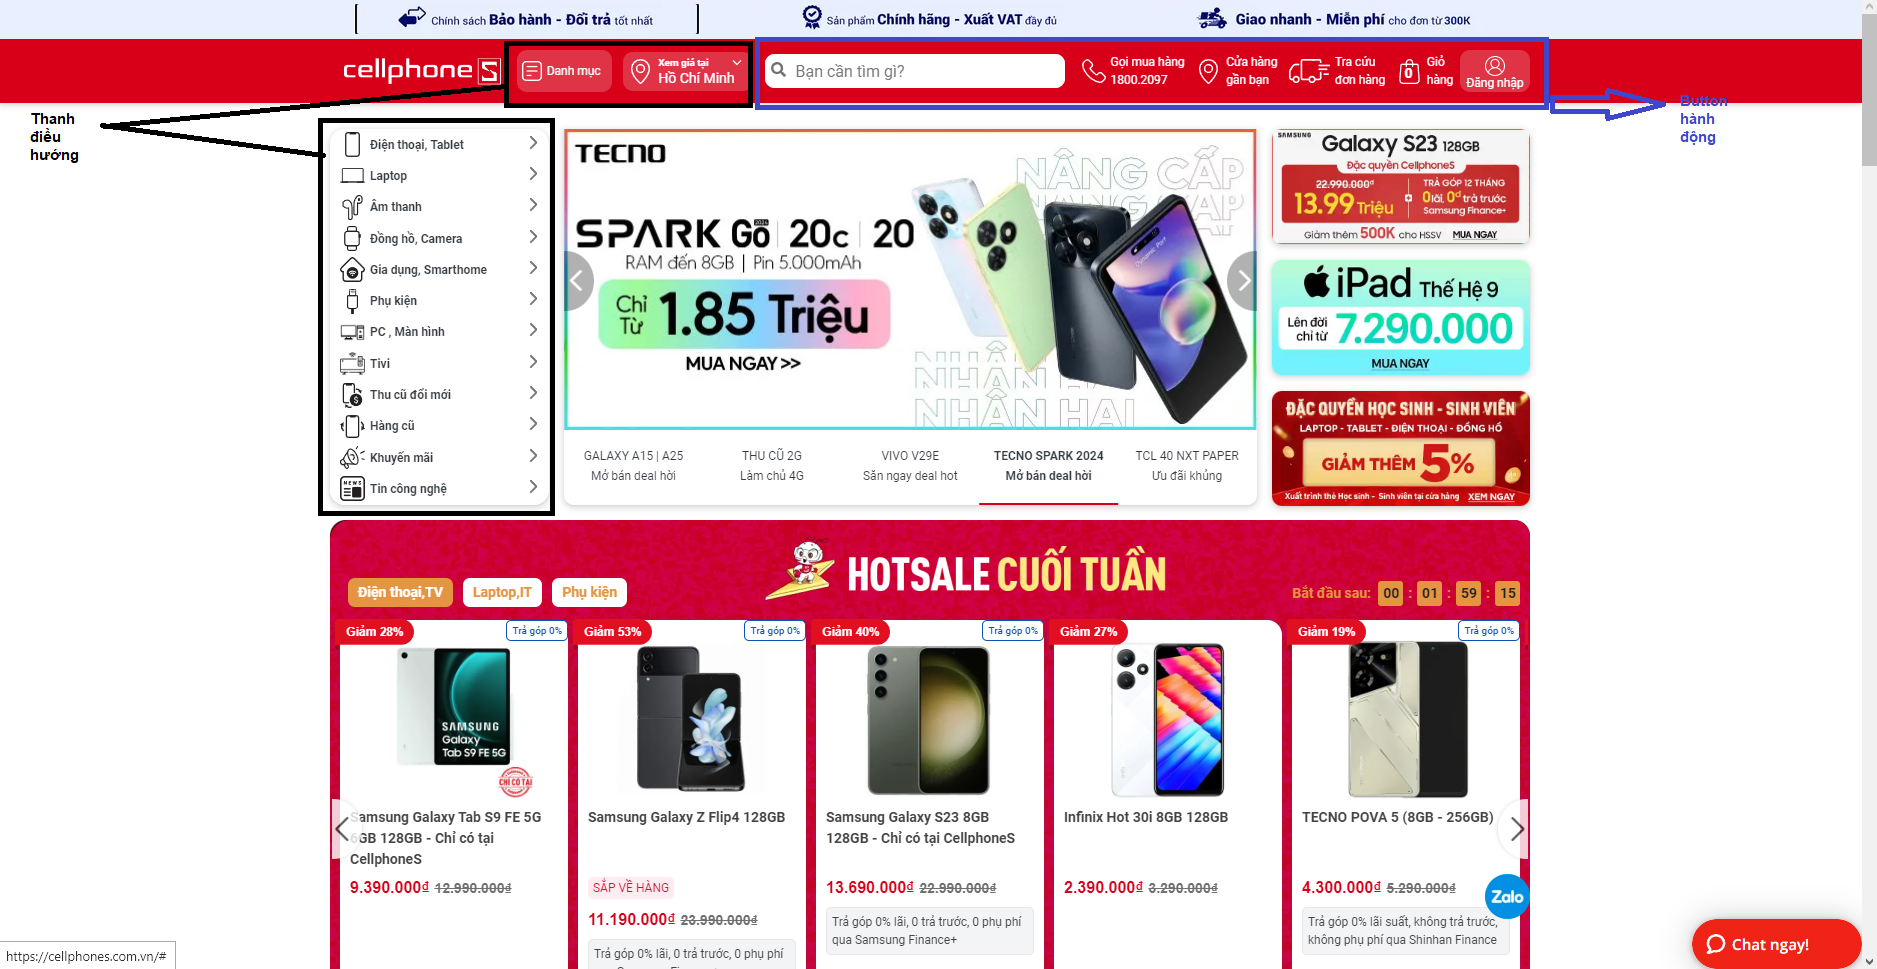 Chính sách Bảo hành - Đổi trả tốt nhất
Sản phẩm Chính hãng - Xuất VAT đầy đủ
Giao nhanh - Miễn phí cho đơn từ 300K
cellphoneS
Danh mục
Xem giá tại
Hồ Chí Minh
Bạn cần tìm gì?
Gọi mua hàng
1800.2097
Cửa hàng
gần bạn
Tra cứu
đơn hàng
0
Giỏ
hàng
Đăng nhập
Thanh
điều
hướng
Button
hành
động
Điện thoại, Tablet
Laptop
Âm thanh
Đồng hồ, Camera
Gia dụng, Smarthome
Phụ kiện
PC , Màn hình
Tivi
Thu cũ đổi mới
Hàng cũ
Khuyến mãi
NEWS
Tin công nghệ
TECNO
NÂNG CẤP
NÂNG CẤP
SPARK Go 2024 | 20c | 20
RAM đến 8GB | Pin 5.000mAh
Chỉ
Từ
1.85 Triệu
MUA NGAY >>
Dynamic Port
NHÂN HAI
NHÂN HAI
NHÂN HAI
GALAXY A15 | A25
Mở bán deal hời
THU CŨ 2G
Làm chủ 4G
VIVO V29E
Săn ngay deal hot
TECNO SPARK 2024
Mở bán deal hời
TCL 40 NXT PAPER
Ưu đãi khủng
SAMSUNG
Galaxy S23 128GB
Đặc quyền CellphoneS
22.990.000đ
13.99 Triệu
TRẢ GÓP 12 THÁNG
0 lãi, 0đ trả trước
Samsung Finance+
Giảm thêm 500K cho HSSV MUA NGAY
iPad Thế Hệ 9
Lên đời
chỉ từ
7.290.000
MUA NGAY
ĐẶC QUYỀN HỌC SINH - SINH VIÊN
LAPTOP - TABLET - ĐIỆN THOẠI - ĐỒNG HỒ
GIẢM THÊM 5%
Xuất trình thẻ Học sinh - Sinh viên tại cửa hàng XEM NGAY
HOTSALE CUỐI TUẦN
Điện thoại,TV
Laptop,IT
Phụ kiện
Bắt đầu sau: 00 : 01 : 59 : 15
Giảm 28%
Trả góp 0%
SAMSUNG
Galaxy
Tab S9 FE 5G
CHỈ CÓ TẠI
Samsung Galaxy Tab S9 FE 5G
6GB 128GB - Chỉ có tại
CellphoneS
9.390.000đ 12.990.000đ
Giảm 53%
Trả góp 0%
Samsung Galaxy Z Flip4 128GB
SẮP VỀ HÀNG
11.190.000đ 23.990.000đ
Trả góp 0% lãi, 0 trả trước, 0 phụ phí
Giảm 40%
Trả góp 0%
Samsung Galaxy S23 8GB
128GB - Chỉ có tại CellphoneS
13.690.000đ 22.990.000đ
Trả góp 0% lãi, 0 trả trước, 0 phụ phí
qua Samsung Finance+
Giảm 27%
Infinix Hot 30i 8GB 128GB
2.390.000đ 3.290.000đ
Giảm 19%
Trả góp 0%
TECNO POVA 5 (8GB - 256GB)
4.300.000đ 5.290.000đ
Trả góp 0% lãi suất, không trả trước,
không phụ phí qua Shinhan Finance
Zalo
Chat ngay!
https://cellphones.com.vn/#